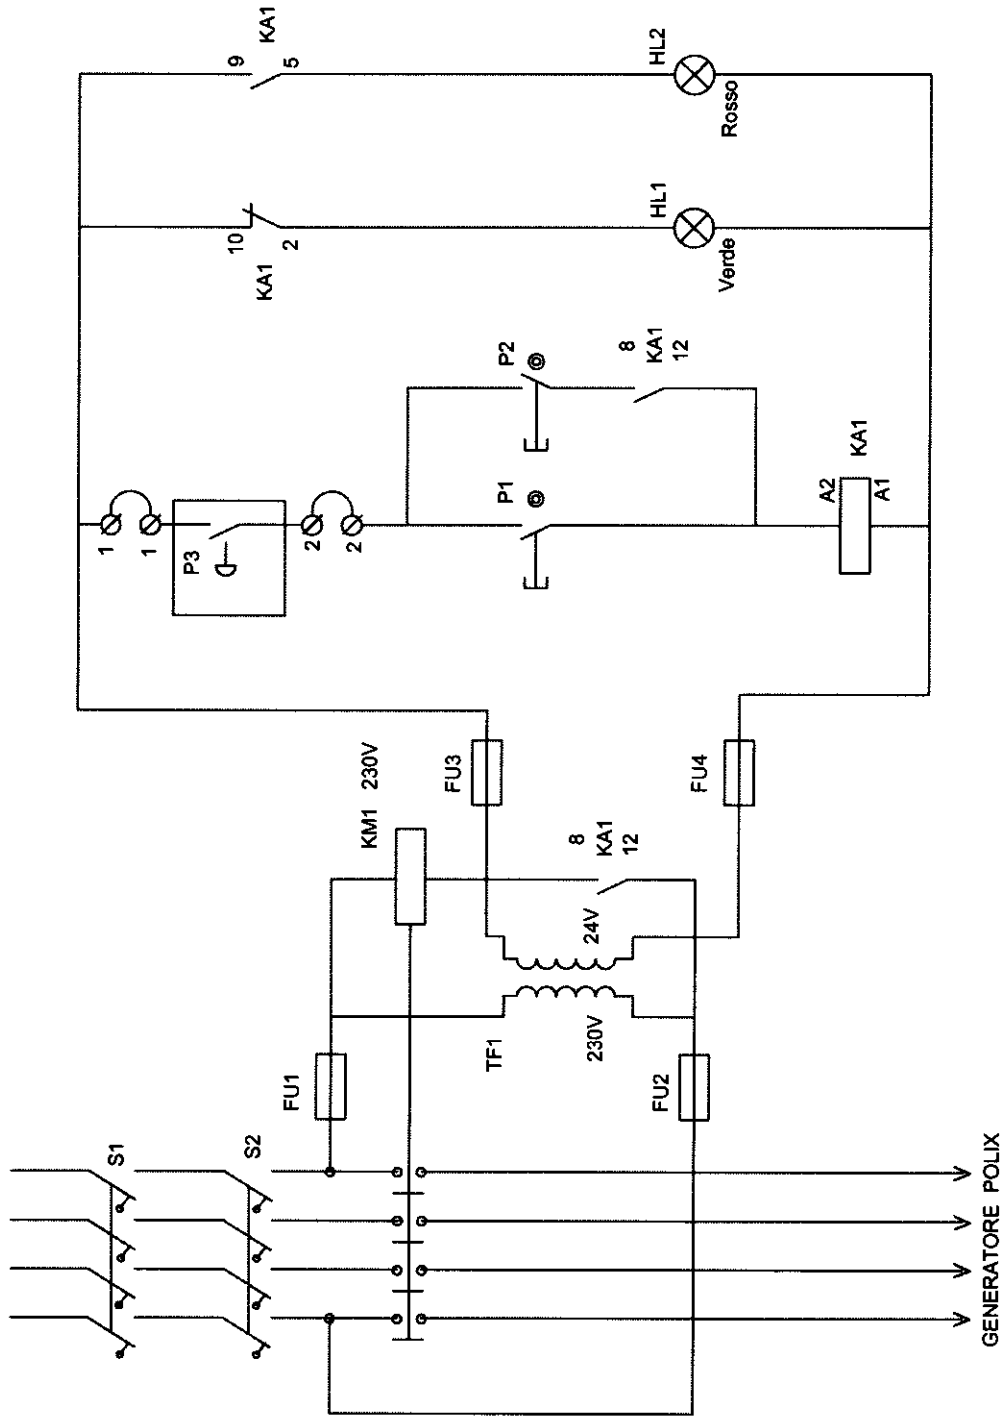 S1
S2
FU1
TF1
230V
FU2
KM1 230V
24V
8
KA1
12
FU3
FU4
1
1
P3
2
2
P1
P2
8
KA1
12
A2
KA1
A1
10
KA1
2
HL1
Verde
9
KA1
5
HL2
Rosso
GENERATORE POLIX